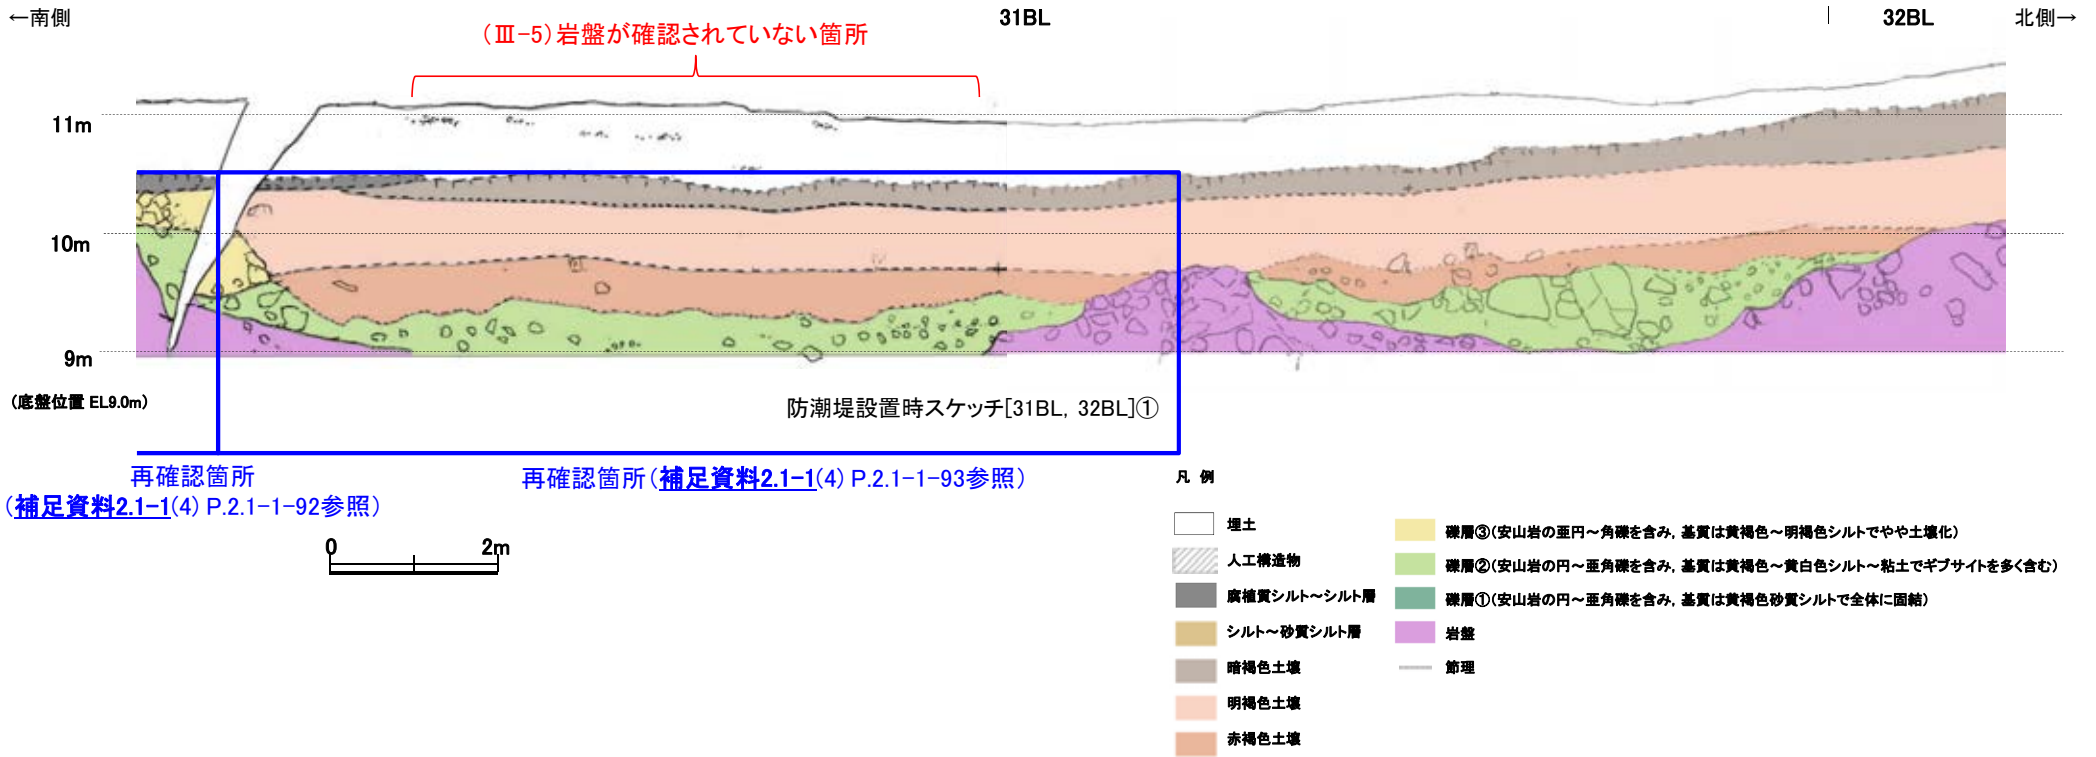 ←南側
31BL
32BL
北側→
(Ⅲ-5)岩盤が確認されていない箇所
11m
10m
9m
(底盤位置 EL9.0m)
防潮堤設置時スケッチ[31BL, 32BL]①
再確認箇所
(補足資料2.1-1(4) P.2.1-1-92参照)
再確認箇所(補足資料2.1-1(4) P.2.1-1-93参照)
0
2m
凡 例
埋土
人工構造物
腐植質シルト～シルト層
シルト～砂質シルト層
暗褐色土壌
明褐色土壌
赤褐色土壌
礫層③(安山岩の亜円～角礫を含み, 基質は黄褐色～明褐色シルトでやや土壌化)
礫層②(安山岩の円～亜角礫を含み, 基質は黄褐色～黄白色シルト～粘土でギブサイトを多く含む)
礫層①(安山岩の円～亜角礫を含み, 基質は黄褐色砂質シルトで全体に固結)
岩盤
節理